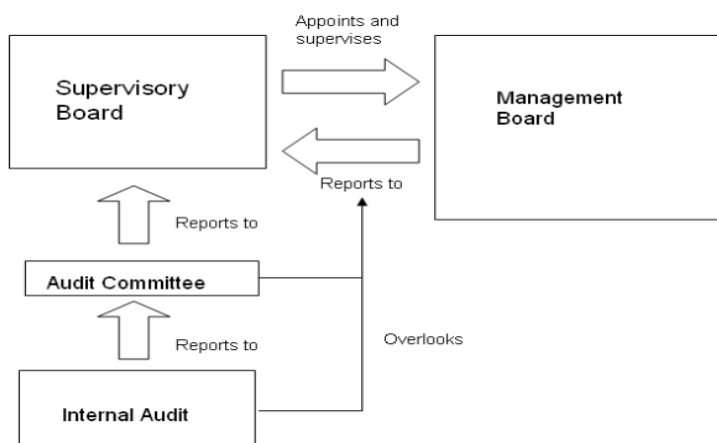 Appoints and
supervises
Supervisory
Board
Management
Board
Reports to
Reports to
Audit Committee
Reports to
Overlooks
Internal Audit